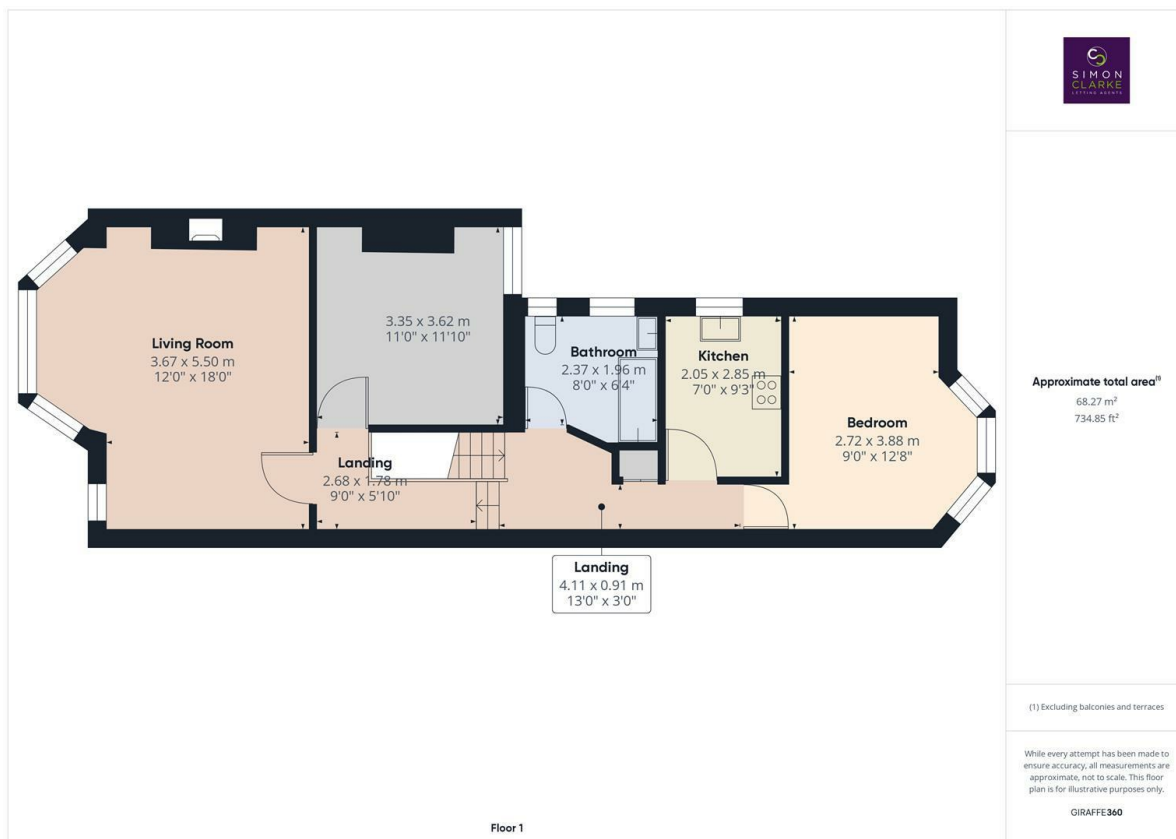 SIMON
CLARKE
LETTING AGENTS
Living Room
3.67 x 5.50 m
12'0" x 18'0"
3.35 x 3.62 m
11'0" x 11'10"
Bathroom
2.37 x 1.96 m
8'0" x 6'4"
Kitchen
2.05 x 2.85 m
7'0" x 9'3"
Bedroom
2.72 x 3.88 m
9'0" x 12'8"
Landing
2.68 x 1.78 m
9'0" x 5'10"
Landing
4.11 x 0.91 m
13'0" x 3'0"
Floor 1
Approximate total area⁽¹⁾
68.27 m²
734.85 ft²
(1) Excluding balconies and terraces
While every attempt has been made to
ensure accuracy, all measurements are
approximate, not to scale. This floor
plan is for illustrative purposes only.
GIRAFFE360